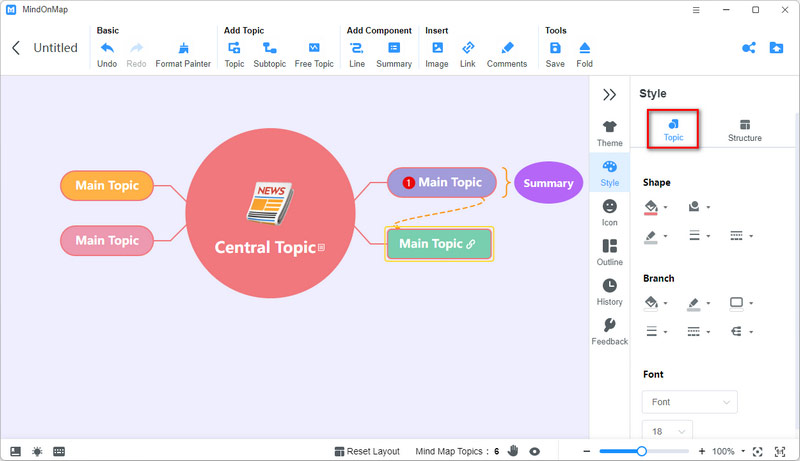 MindOnMap
Untitled
Basic
Undo
Redo
Format Painter
Add Topic
Topic
Subtopic
Free Topic
Add Component
Line
Summary
Insert
Image
Link
Comments
Tools
Save
Fold
Main Topic
Main Topic
NEWS
Central Topic
1 Main Topic
Main Topic
Summary
Theme
Style
Icon
Outline
History
Feedback
Style
Topic
Structure
Shape
Branch
Font
Font
18
Reset Layout
Mind Map Topics : 6
100%